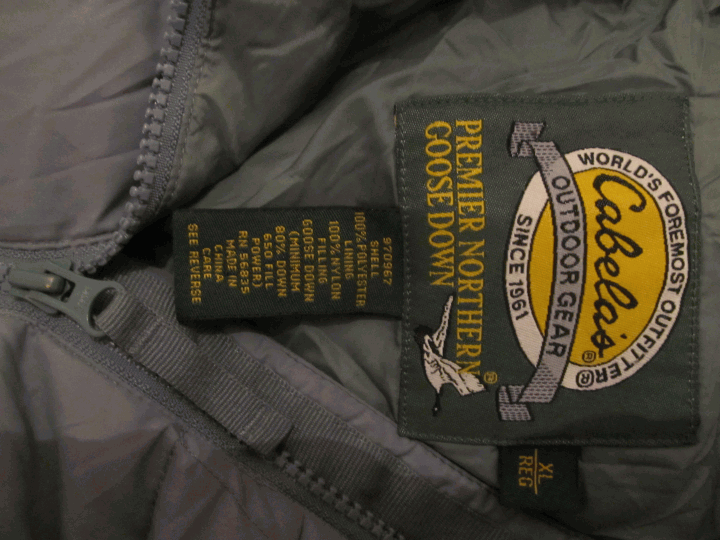 WORLD'S FOREMOST OUTFITTER®
Cabela's®
OUTDOOR GEAR
SINCE 1961
PREMIER NORTHERN®
GOOSE DOWN
970967
SHELL
100% POLYESTER
LINING
100% NYLON
FILLING
GOOSE DOWN
(MINIMUM
80% DOWN
650 FILL
POWER)
RN 56835
MADE IN
CHINA
CARE
SEE REVERSE
XL
REG